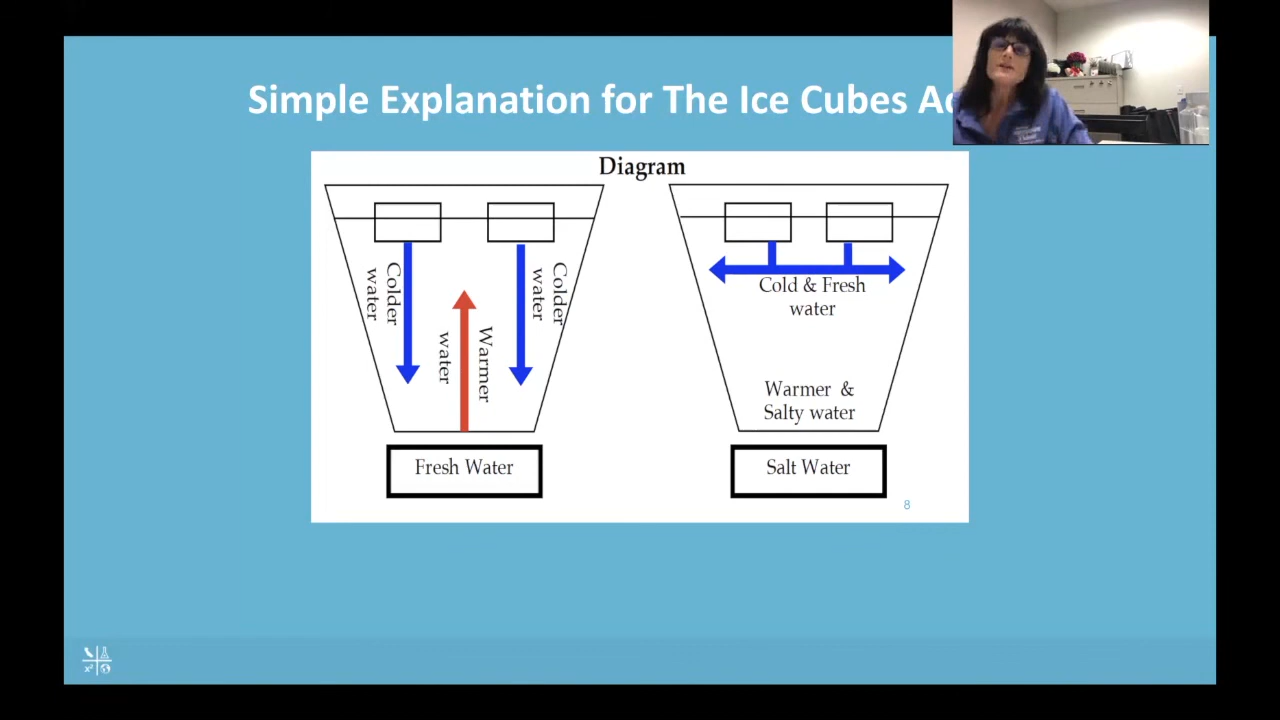 Simple Explanation for The Ice Cubes
Diagram
Colder
water
Warmer
water
Colder
water
Fresh Water
Cold & Fresh
water
Warmer &
Salty water
Salt Water
8
x²